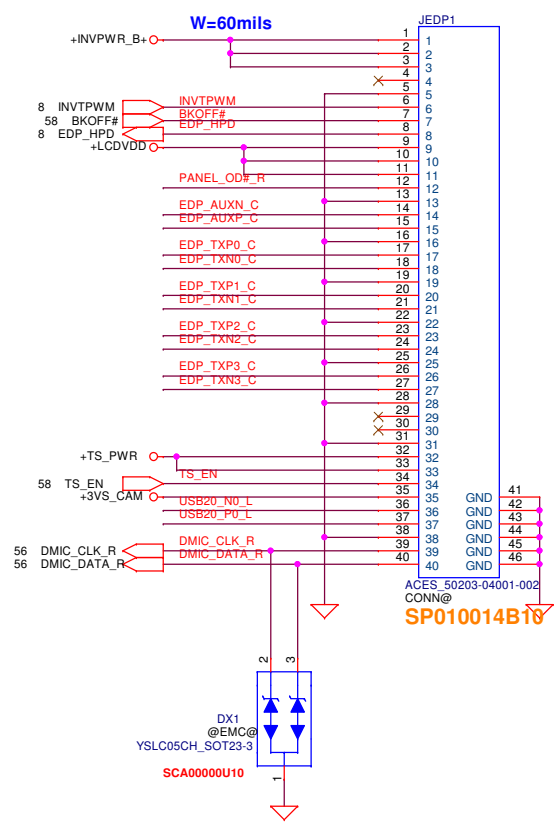 W=60mils
JEDP1
+INVPWR_B+
1 1
2 2
3 3
4 4
5 5
8 INVTPWM INVTPWM 6 6
58 BKOFF# BKOFF# 7 7
8 EDP_HPD EDP_HPD 8 8
+LCDVDD 9 9
10 10
11 11
PANEL_OD#_R 12 12
13 13
EDP_AUXN_C 14 14
EDP_AUXP_C 15 15
16 16
EDP_TXP0_C 17 17
EDP_TXN0_C 18 18
19 19
EDP_TXP1_C 20 20
EDP_TXN1_C 21 21
22 22
EDP_TXP2_C 23 23
EDP_TXN2_C 24 24
25 25
EDP_TXP3_C 26 26
EDP_TXN3_C 27 27
28 28
29 29
30 30
31 31
+TS_PWR 32 32
33 33
58 TS_EN TS_EN 34 34
+3VS_CAM 35 35 GND 41
USB20_N0_L 36 36 GND 42
USB20_P0_L 37 37 GND 43
38 38 GND 44
56 DMIC_CLK_R DMIC_CLK_R 39 39 GND 45
56 DMIC_DATA_R DMIC_DATA_R 40 40 GND 46
ACES_50203-04001-002
CONN@
SP010014B10
2 3
DX1
@EMC@
YSLC05CH_SOT23-3
SCA00000U10
1